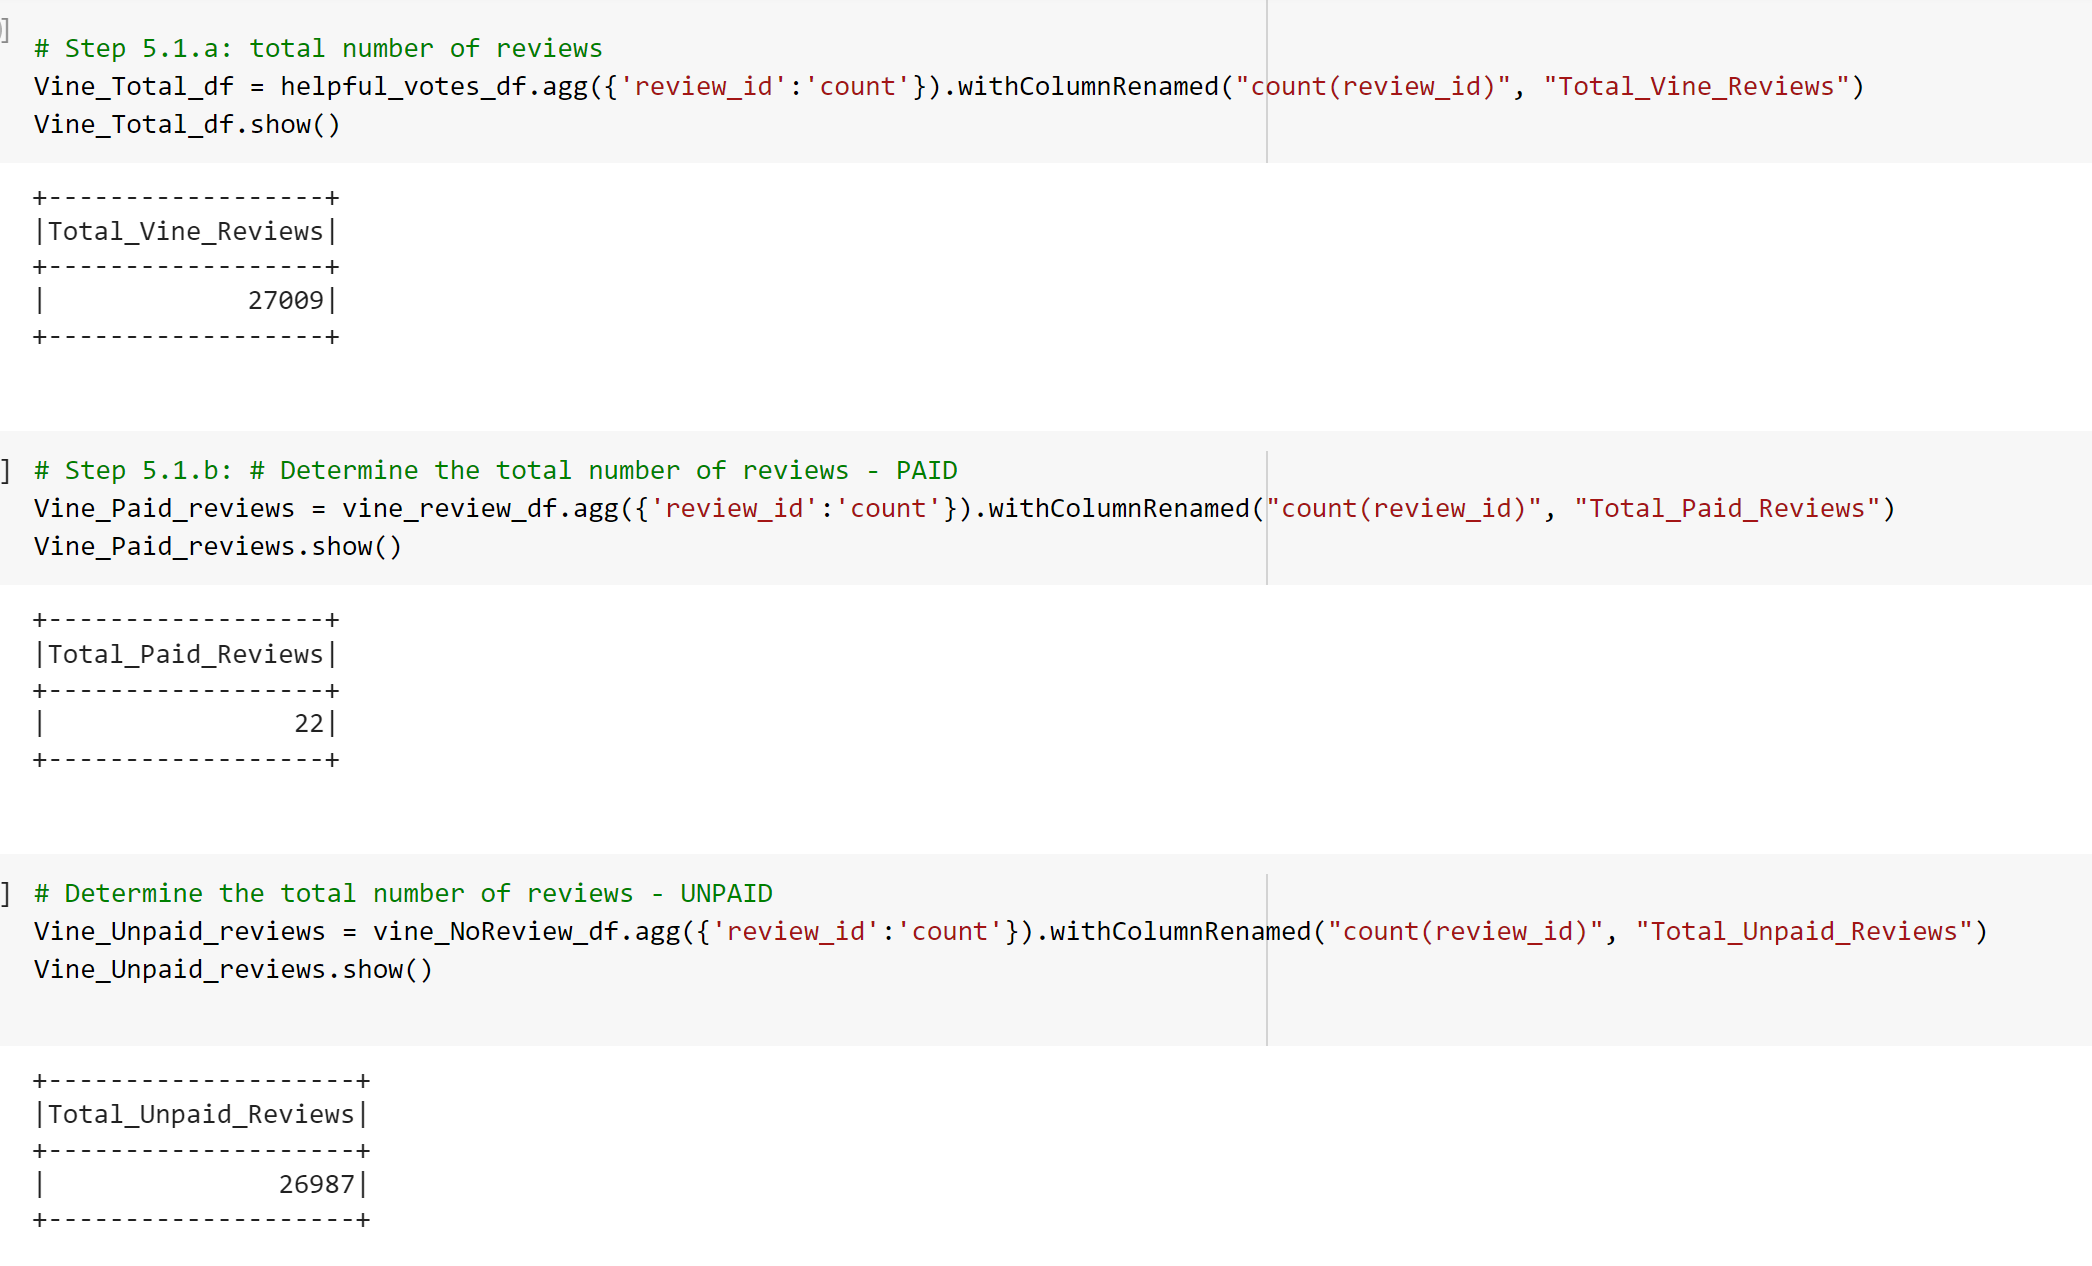 ]
# Step 5.1.a: total number of reviews
Vine_Total_df = helpful_votes_df.agg({'review_id':'count'}).withColumnRenamed("count(review_id)", "Total_Vine_Reviews")
Vine_Total_df.show()
+------------------+
|Total_Vine_Reviews|
+------------------+
|             27009|
+------------------+
] # Step 5.1.b: # Determine the total number of reviews - PAID
Vine_Paid_reviews = vine_review_df.agg({'review_id':'count'}).withColumnRenamed("count(review_id)", "Total_Paid_Reviews")
Vine_Paid_reviews.show()
+------------------+
|Total_Paid_Reviews|
+------------------+
|                22|
+------------------+
] # Determine the total number of reviews - UNPAID
Vine_Unpaid_reviews = vine_NoReview_df.agg({'review_id':'count'}).withColumnRenamed("count(review_id)", "Total_Unpaid_Reviews")
Vine_Unpaid_reviews.show()
+--------------------+
|Total_Unpaid_Reviews|
+--------------------+
|               26987|
+--------------------+